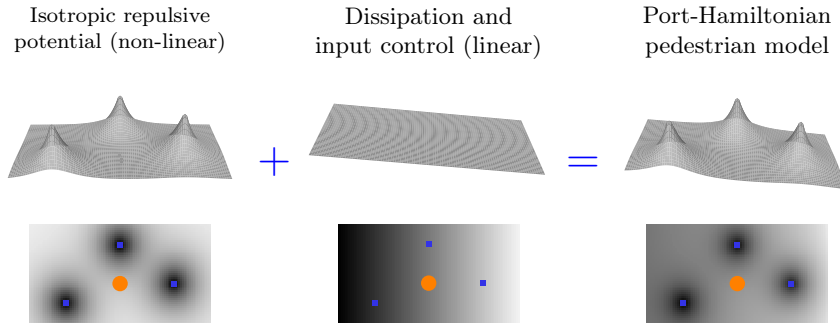 Isotropic repulsive
potential (non-linear)
Dissipation and
input control (linear)
Port-Hamiltonian
pedestrian model
+
=